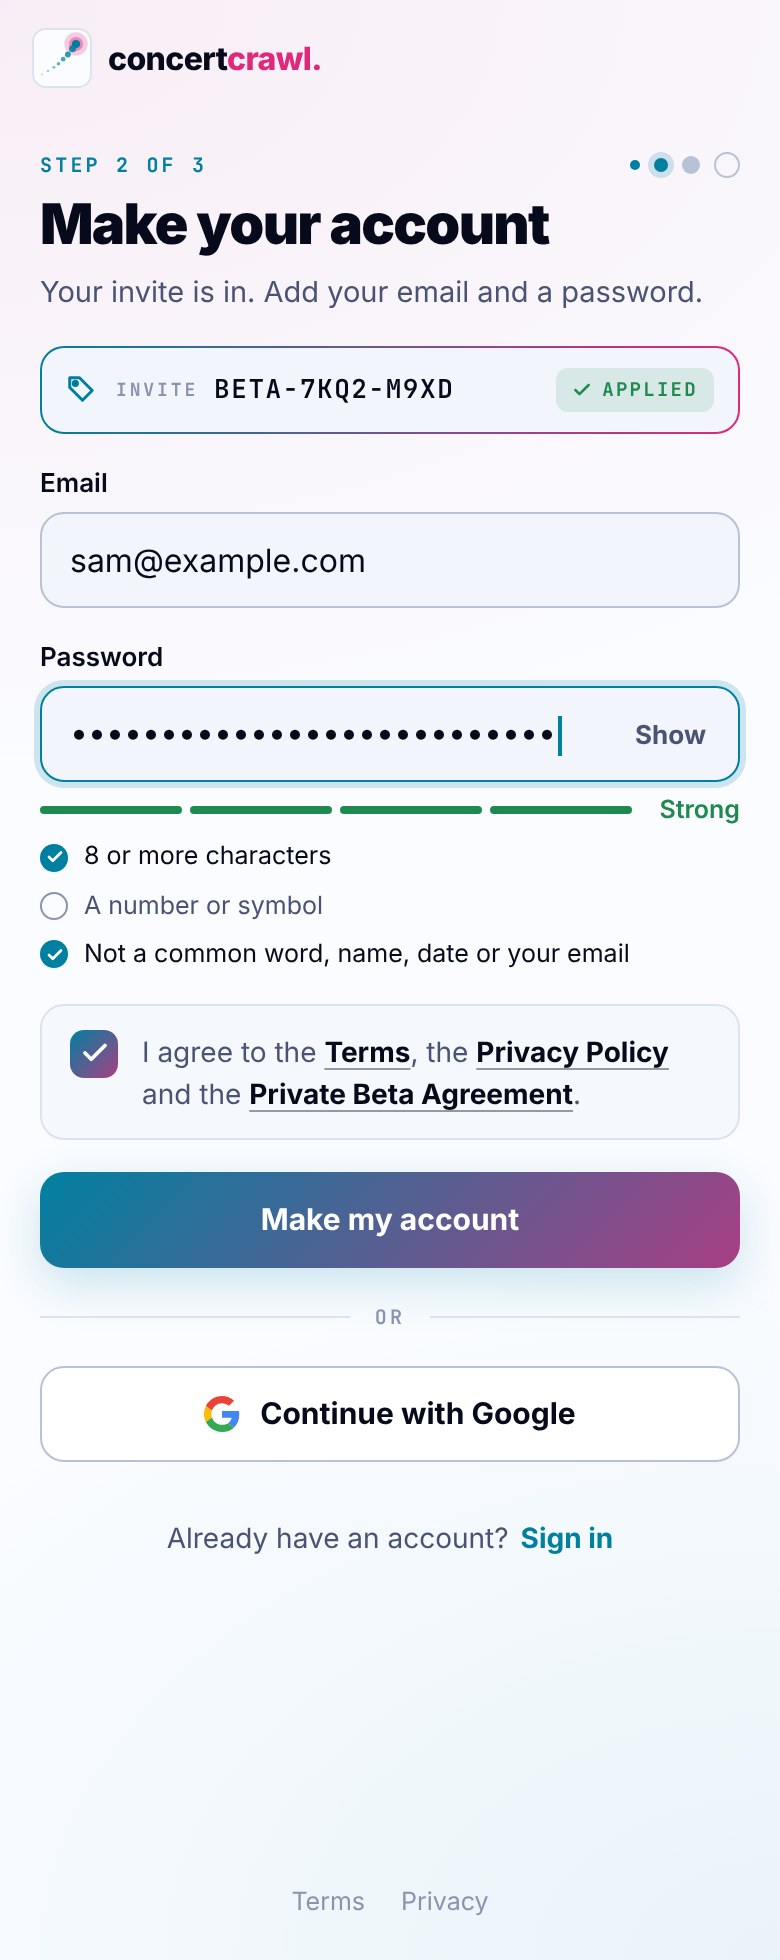 concertcrawl.
STEP 2 OF 3
Make your account
Your invite is in. Add your email and a password.
INVITE BETA-7KQ2-M9XD APPLIED
Email
sam@example.com
Password
••••••••••••••••••••••••••• Show
Strong
8 or more characters
A number or symbol
Not a common word, name, date or your email
I agree to the Terms, the Privacy Policy
and the Private Beta Agreement.
Make my account
OR
Continue with Google
Already have an account? Sign in
Terms Privacy